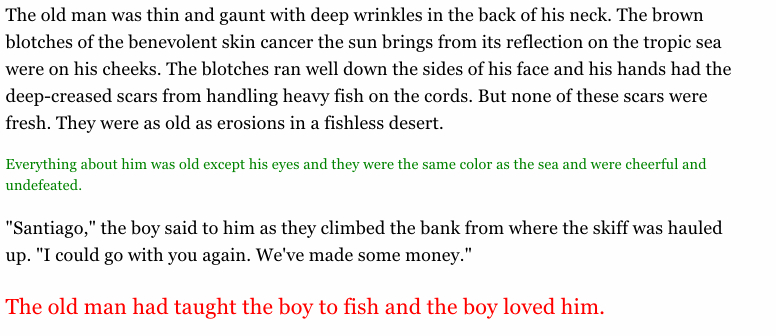 The old man was thin and gaunt with deep wrinkles in the back of his neck. The brown
blotches of the benevolent skin cancer the sun brings from its reflection on the tropic sea
were on his cheeks. The blotches ran well down the sides of his face and his hands had the
deep-creased scars from handling heavy fish on the cords. But none of these scars were
fresh. They were as old as erosions in a fishless desert.
Everything about him was old except his eyes and they were the same color as the sea and were cheerful and
undefeated.
"Santiago," the boy said to him as they climbed the bank from where the skiff was hauled
up. "I could go with you again. We've made some money."
The old man had taught the boy to fish and the boy loved him.